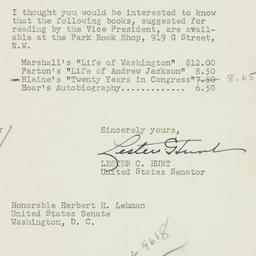 I thought you would be interested to know
that the following books, suggested for
reading by the Vice President, are avail-
able at the Park Book Shop, 919 G Street,
N.W.
Marshall's "Life of Washington" $12.00
Parton's "Life of Andrew Jackson" 8.50
Blaine's "Twenty Years in Congress" 7.50 8.65
Hoar's Autobiography............. 6.50
Sincerely yours,
Lester Hunt
LESTER C. HUNT
United States Senator
Honorable Herbert H. Lehman
United States Senate
Washington, D. C.
9618